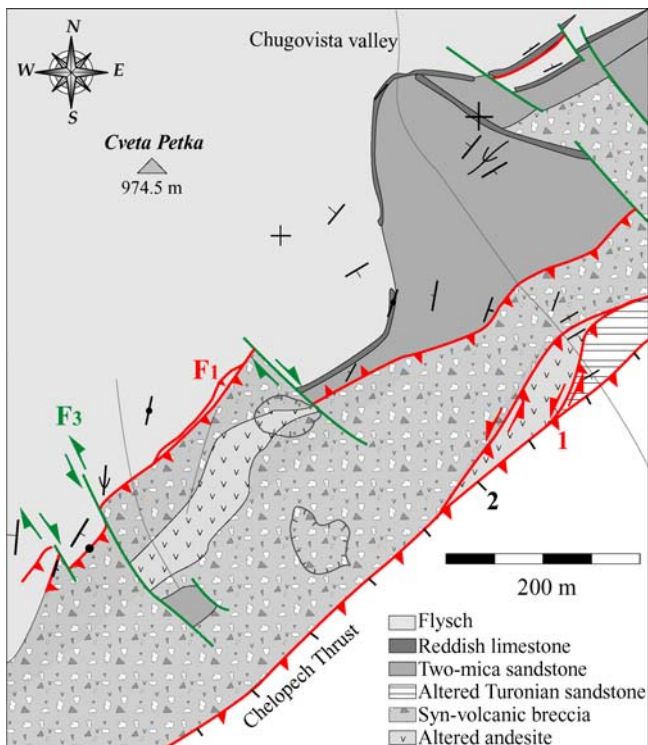 Chugovista valley
N
W E
S
Cveta Petka
974.5 m
F1
F3
1
2
200 m
Chelopech Thrust
Flysch
Reddish limestone
Two-mica sandstone
Altered Turonian sandstone
Syn-volcanic breccia
Altered andesite